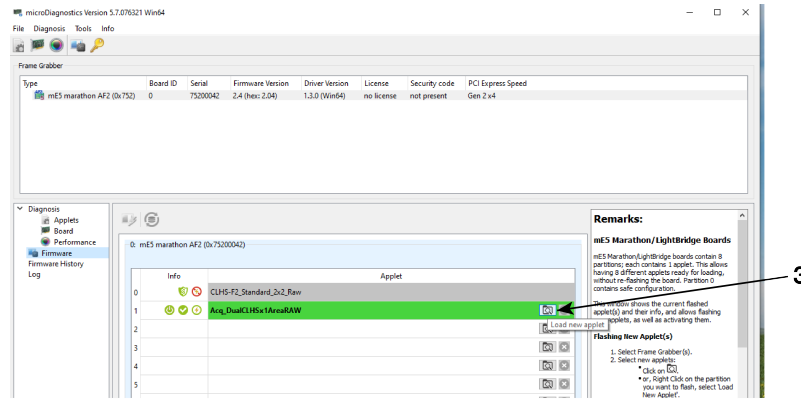 microDiagnostics Version 5.7.076321 Win64
File Diagnosis Tools Info
Frame Grabber
Type Board ID Serial Firmware Version Driver Version License Security code PCI Express Speed
mE5 marathon AF2 (0x752) 0 75200042 2.4 (hex: 2.04) 1.3.0 (Win64) no license not present Gen 2 x4
Diagnosis
Applets
Board
Performance
Firmware
Firmware History
Log
0: mE5 marathon AF2 (0x75200042)
Info Applet
0 CLHS-F2_Standard_2x2_Raw
1 Acq_DualCLHSx1AreaRAW
2
3
4
5
Load new applet
3
Remarks:
mE5 Marathon/LightBridge Boards
mE5 Marathon/LightBridge boards contain 8
partitions; each contains 1 applet. This allows
having 8 different applets ready for loading,
without re-flashing the board. Partition 0
contains safe configuration.
This window shows the current flashed
applet(s) and their info, and allows flashing
applets, as well as activating them.
Flashing New Applet(s)
1. Select Frame Grabber(s).
2. Select new applets:
• Click on .
• or, Right Click on the partition
you want to flash, select 'Load
New Applet'.